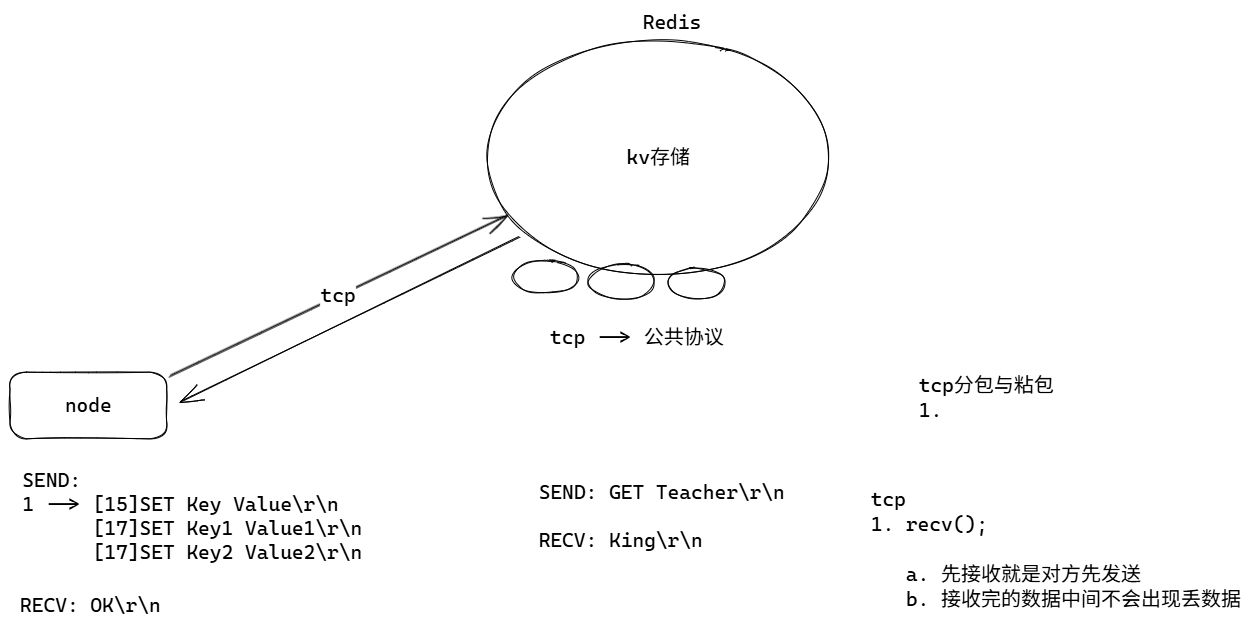 Redis
kv存储
tcp
tcp → 公共协议
node
tcp分包与粘包
1.
SEND:
1 → [15]SET Key Value\r\n
[17]SET Key1 Value1\r\n
[17]SET Key2 Value2\r\n
RECV: OK\r\n
SEND: GET Teacher\r\n
RECV: King\r\n
tcp
1. recv();
a. 先接收就是对方先发送
b. 接收完的数据中间不会出现丢数据